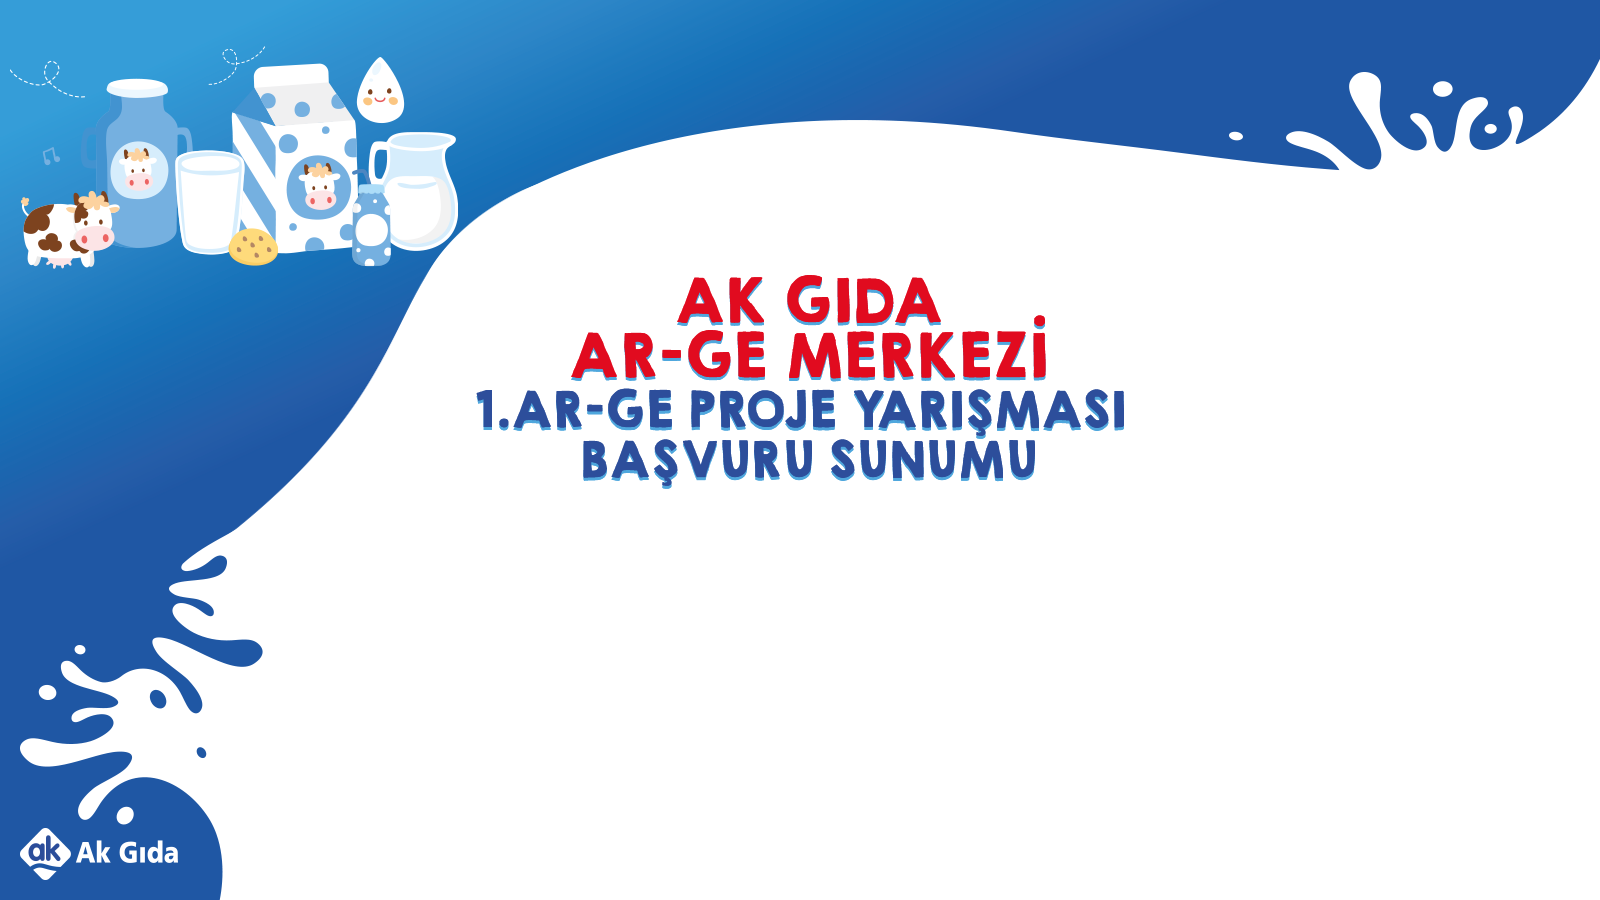 AK GIDA
AR-GE MERKEZİ
1.AR-GE PROJE YARIŞMASI
BAŞVURU SUNUMU
ak Ak Gıda